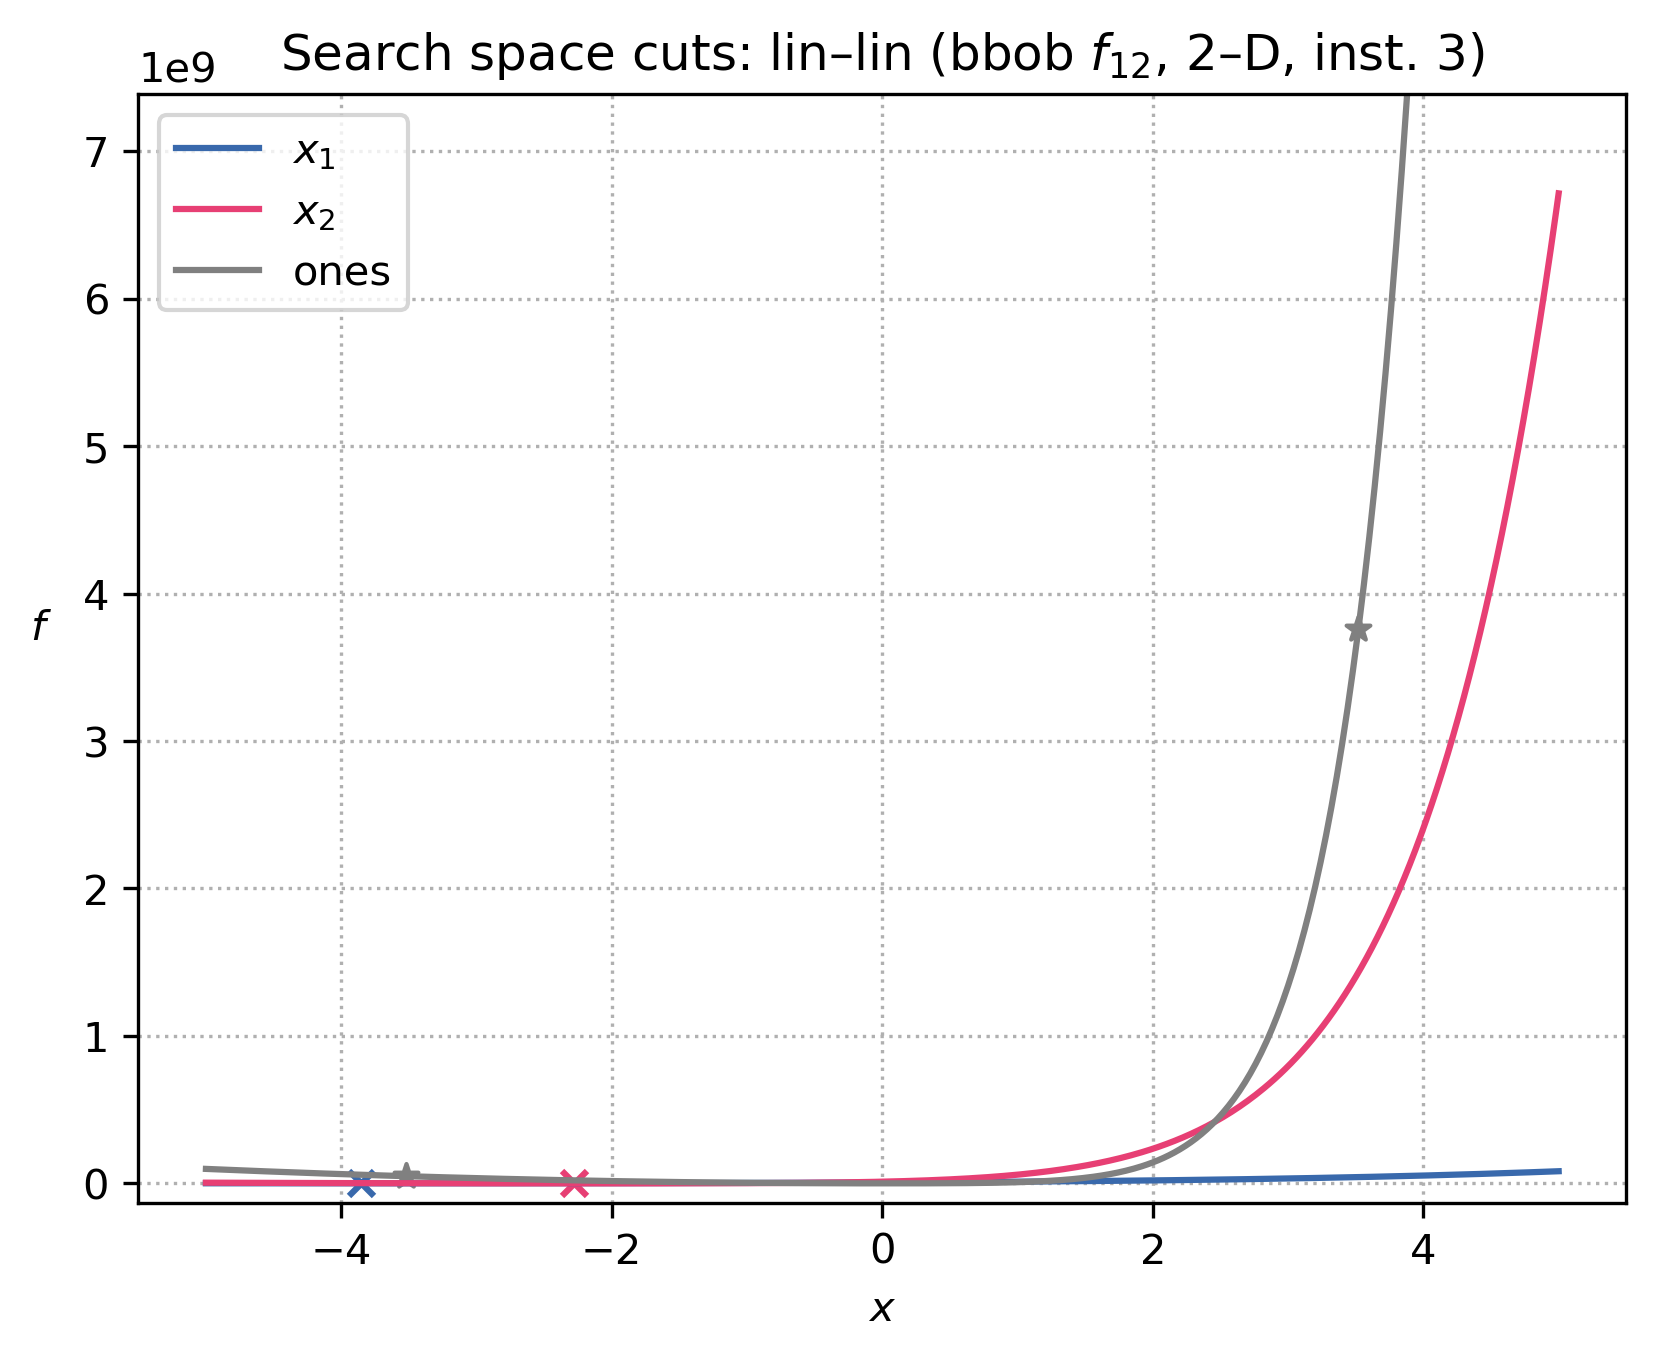 Search space cuts: lin–lin (bbob f₁₂, 2–D, inst. 3)
1e9
x₁
x₂
ones
7
6
5
4
3
2
1
0
f
−4 −2 0 2 4
x